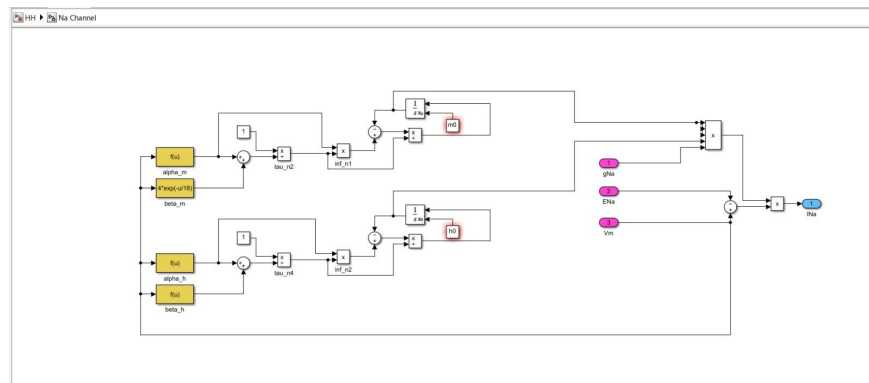 HH ▶ Na Channel
f(u)
alpha_m
4*exp(-u/18)
beta_m
1
tau_n2
inf_n1
1
m0
f(u)
alpha_h
f(u)
beta_h
1
tau_n4
inf_n2
1
h0
1
gNa
2
ENa
3
Vm
1
INa